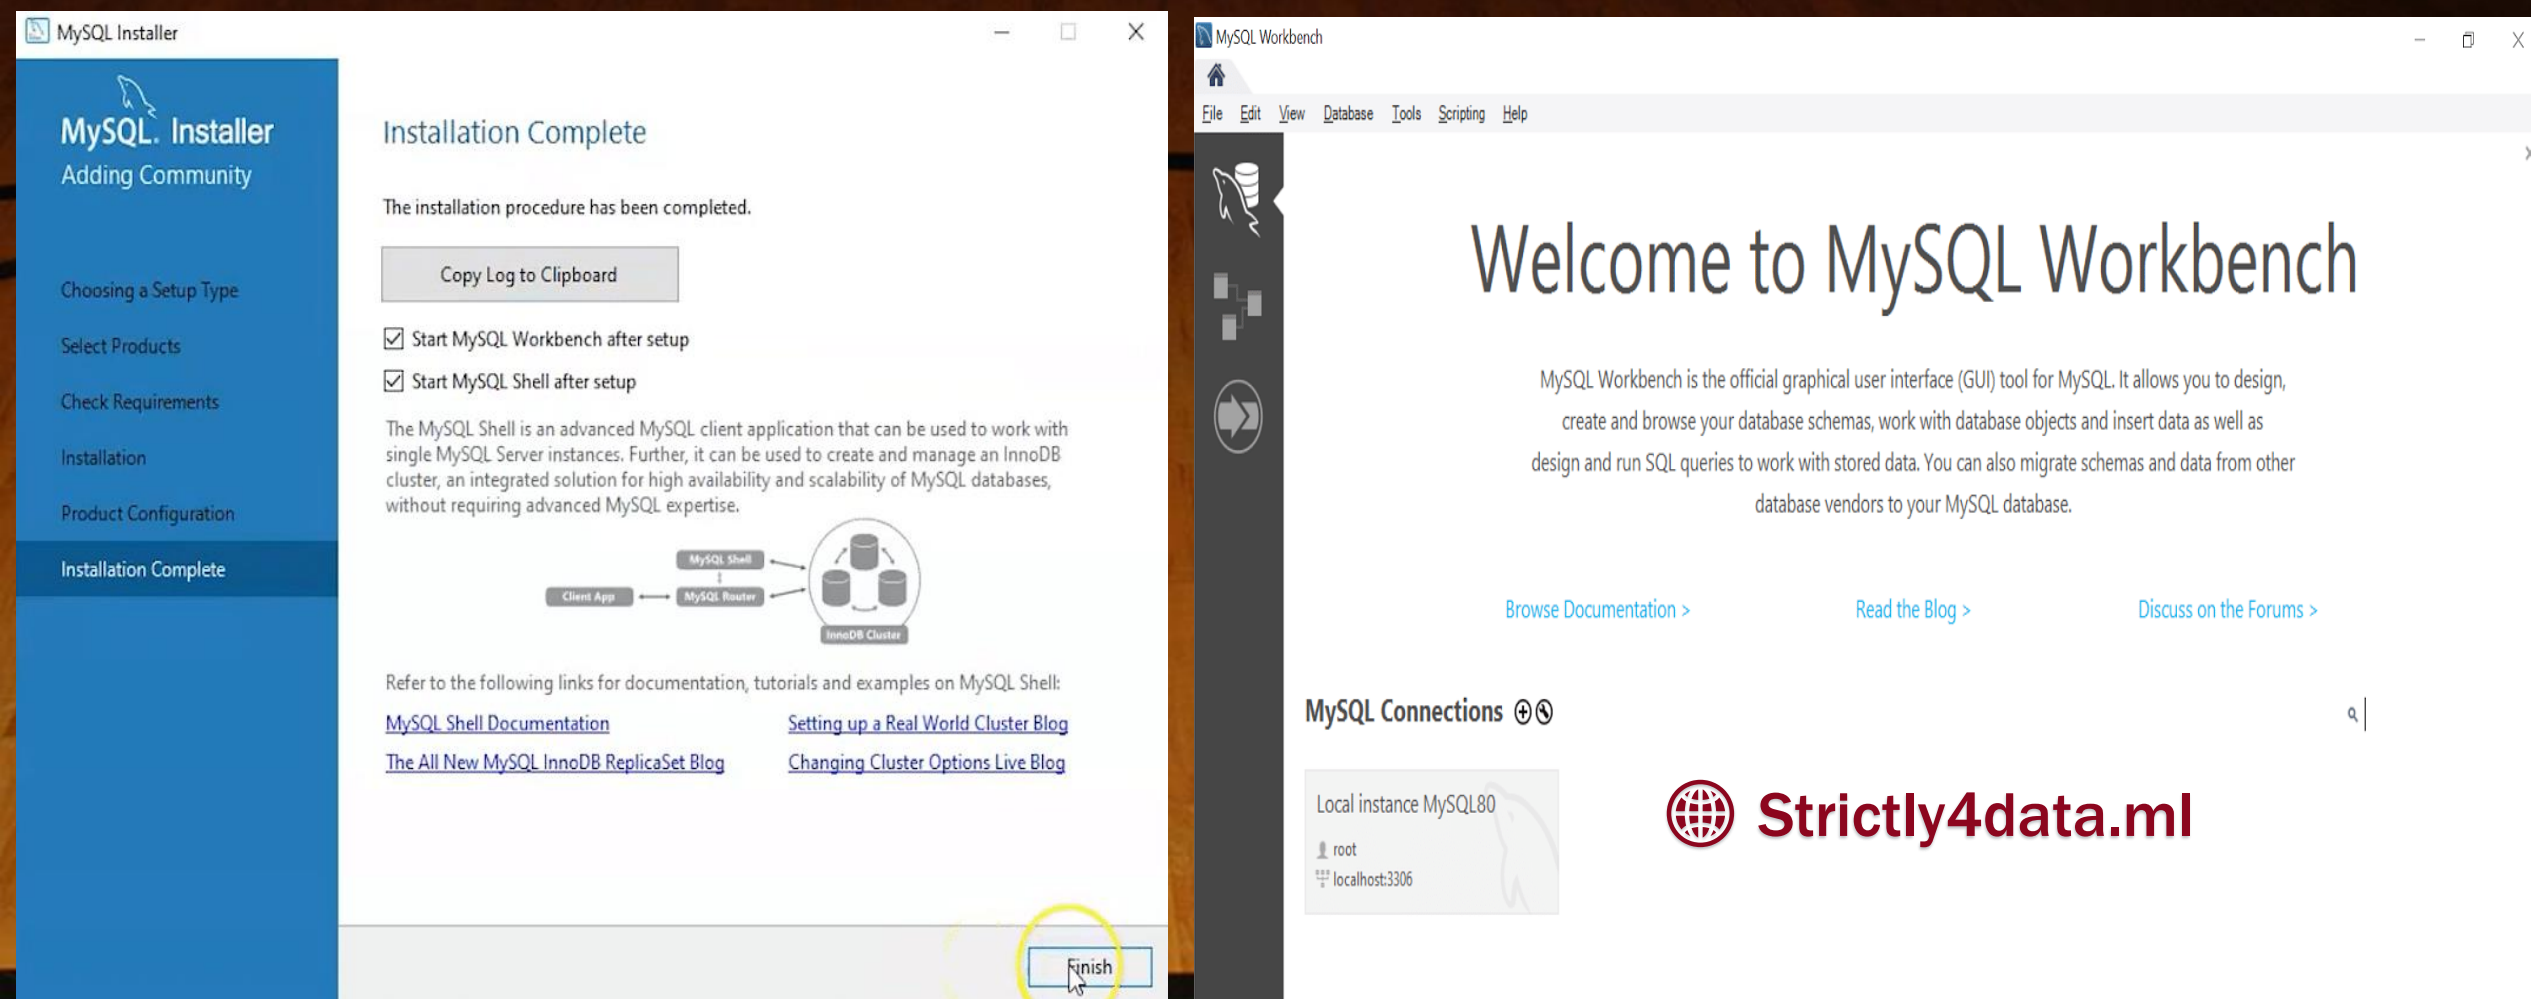 MySQL Installer
MySQL. Installer
Adding Community
Choosing a Setup Type
Select Products
Check Requirements
Installation
Product Configuration
Installation Complete
Installation Complete
The installation procedure has been completed.
Copy Log to Clipboard
Start MySQL Workbench after setup
Start MySQL Shell after setup
The MySQL Shell is an advanced MySQL client application that can be used to work with
single MySQL Server instances. Further, it can be used to create and manage an InnoDB
cluster, an integrated solution for high availability and scalability of MySQL databases,
without requiring advanced MySQL expertise.
MySQL Shell
Client App
MySQL Router
InnoDB Cluster
Refer to the following links for documentation, tutorials and examples on MySQL Shell:
MySQL Shell Documentation
Setting up a Real World Cluster Blog
The All New MySQL InnoDB ReplicaSet Blog
Changing Cluster Options Live Blog
Finish
MySQL Workbench
File Edit View Database Tools Scripting Help
Welcome to MySQL Workbench
MySQL Workbench is the official graphical user interface (GUI) tool for MySQL. It allows you to design,
create and browse your database schemas, work with database objects and insert data as well as
design and run SQL queries to work with stored data. You can also migrate schemas and data from other
database vendors to your MySQL database.
Browse Documentation >
Read the Blog >
Discuss on the Forums >
MySQL Connections
Local instance MySQL80
root
localhost:3306
Strictly4data.ml